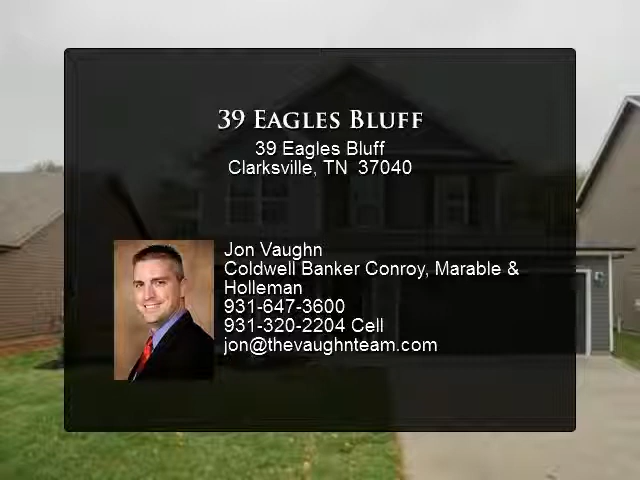 39 EAGLES BLUFF
39 Eagles Bluff
Clarksville, TN  37040
Jon Vaughn
Coldwell Banker Conroy, Marable &
Holleman
931-647-3600
931-320-2204 Cell
jon@thevaughnteam.com